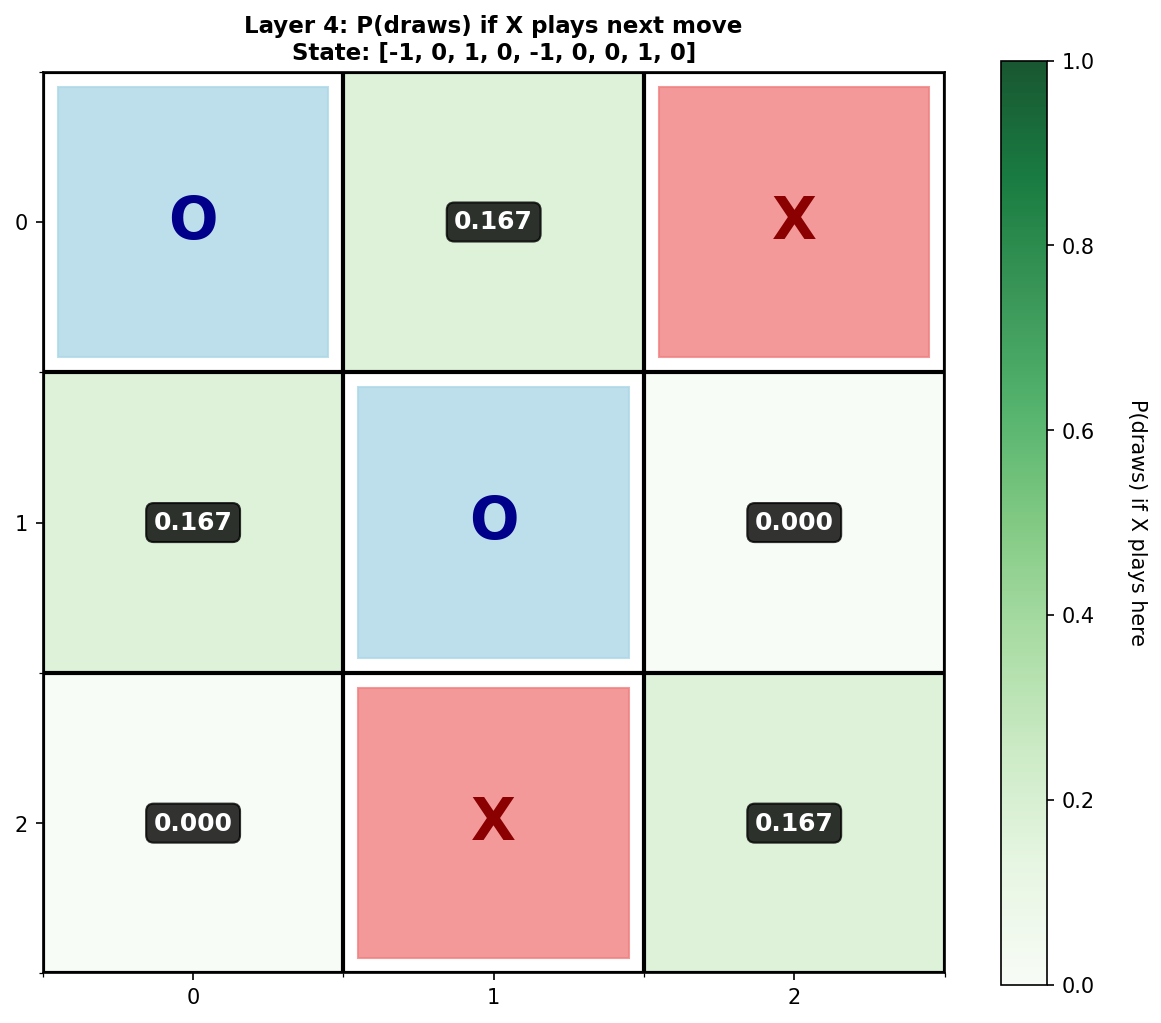 Layer 4: P(draws) if X plays next move
State: [-1, 0, 1, 0, -1, 0, 0, 1, 0]
0
O
0.167
X
1
0.167
O
0.000
2
0.000
X
0.167
0
1
2
1.0
0.8
0.6
0.4
0.2
0.0
P(draws) if X plays here